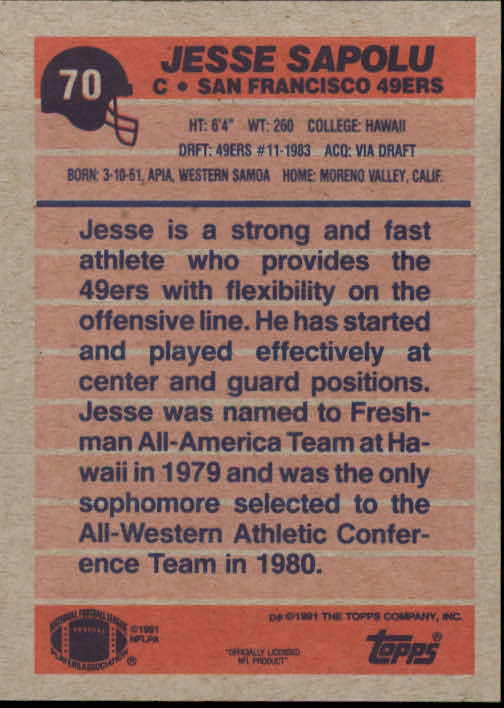 70
JESSE SAPOLU
C • SAN FRANCISCO 49ERS
HT: 6'4" WT: 260 COLLEGE: HAWAII
DRFT: 49ERS #11-1983 ACQ: VIA DRAFT
BORN: 3-10-61, APIA, WESTERN SAMOA HOME: MORENO VALLEY, CALIF.
Jesse is a strong and fast
athlete who provides the
49ers with flexibility on the
offensive line. He has started
and played effectively at
center and guard positions.
Jesse was named to Fresh-
man All-America Team at Ha-
waii in 1979 and was the only
sophomore selected to the
All-Western Athletic Confer-
ence Team in 1980.
NATIONAL FOOTBALL LEAGUE
PLAYERS ASSOCIATION
®
©1991
NFLPA
"OFFICIALLY LICENSED
NFL PRODUCT"
©1991 THE TOPPS COMPANY, INC.
topps®